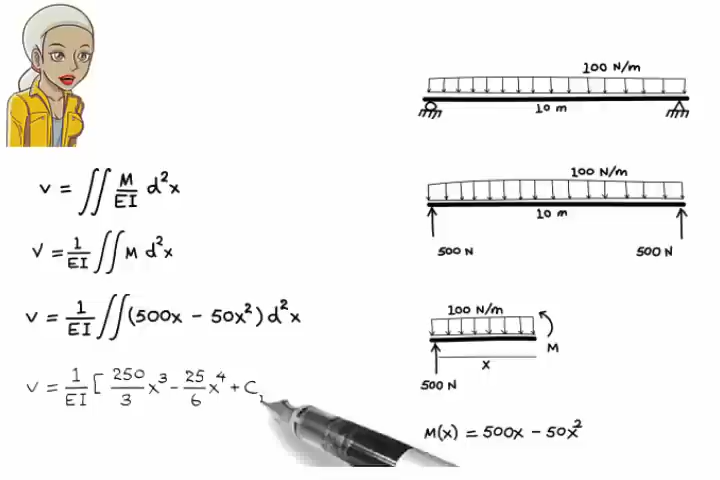 v = ∬ M/EI d²x
v = 1/EI ∬ M d²x
v = 1/EI ∬ (500x − 50x²) d²x
v = 1/EI [ 250/3 x³ − 25/6 x⁴ + C₁
100 N/m
10 m
100 N/m
10 m
500 N 500 N
100 N/m
M
x
500 N
M(x) = 500x − 50x²